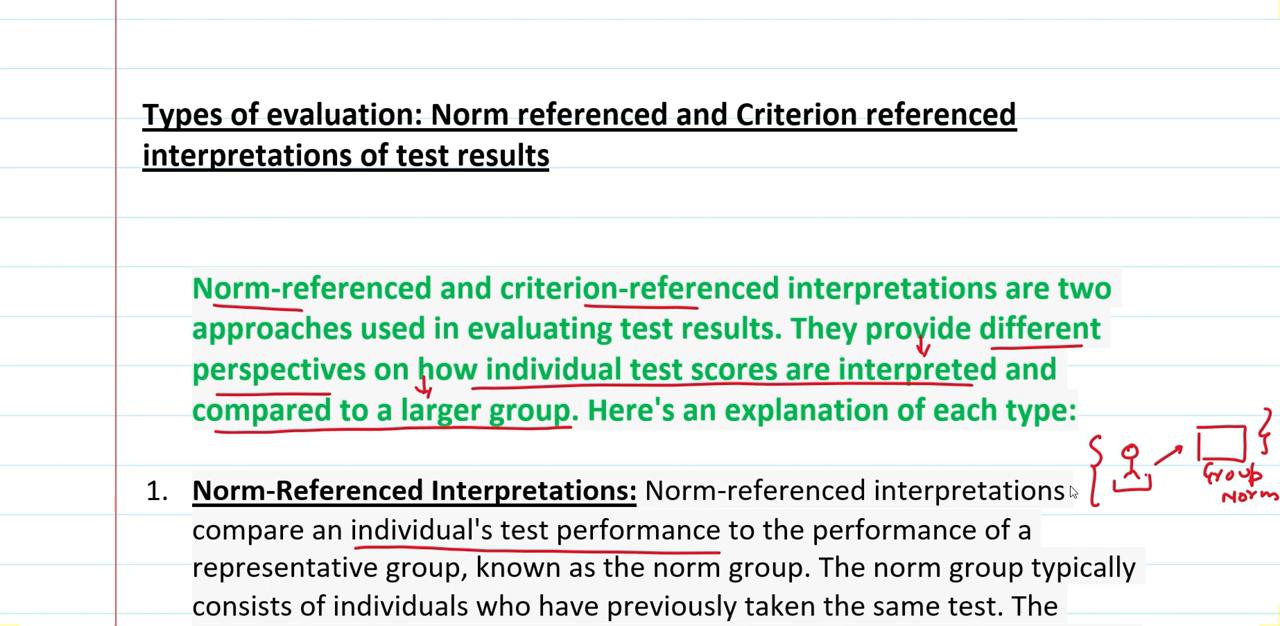 Types of evaluation: Norm referenced and Criterion referenced
interpretations of test results
Norm-referenced and criterion-referenced interpretations are two
approaches used in evaluating test results. They provide different
perspectives on how individual test scores are interpreted and
compared to a larger group. Here's an explanation of each type:
1. Norm-Referenced Interpretations: Norm-referenced interpretations
compare an individual's test performance to the performance of a
representative group, known as the norm group. The norm group typically
consists of individuals who have previously taken the same test. The
Group
Norm